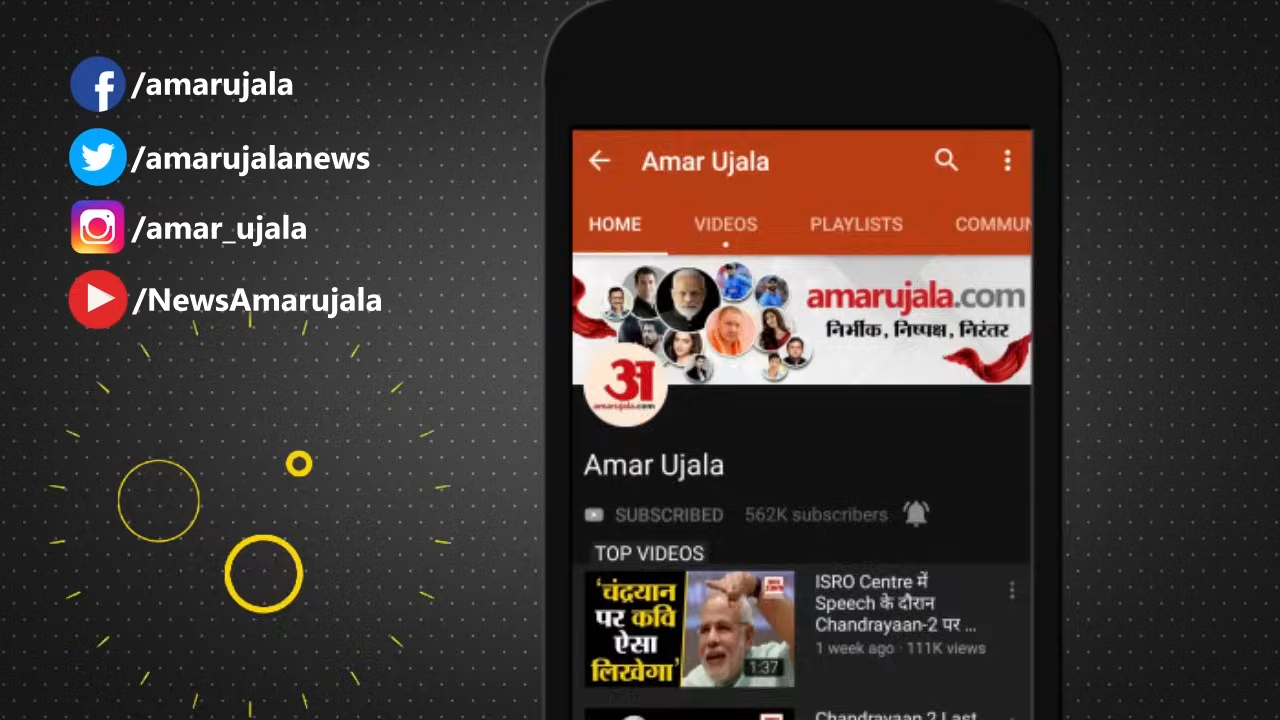 /amarujala
/amarujalanews
/amar_ujala
/NewsAmarujala
Amar Ujala
HOME VIDEOS PLAYLISTS COMMUN
amarujala.com
निर्भीक, निष्पक्ष, निरंतर
अ
amarujala.com
Amar Ujala
SUBSCRIBED 562K subscribers
TOP VIDEOS
‘चंद्रयान
पर कवि
ऐसा
लिखेगा’
1:37
ISRO Centre में
Speech के दौरान
Chandrayaan-2 पर ...
1 week ago · 111K views
Chandrayaan 2 Last